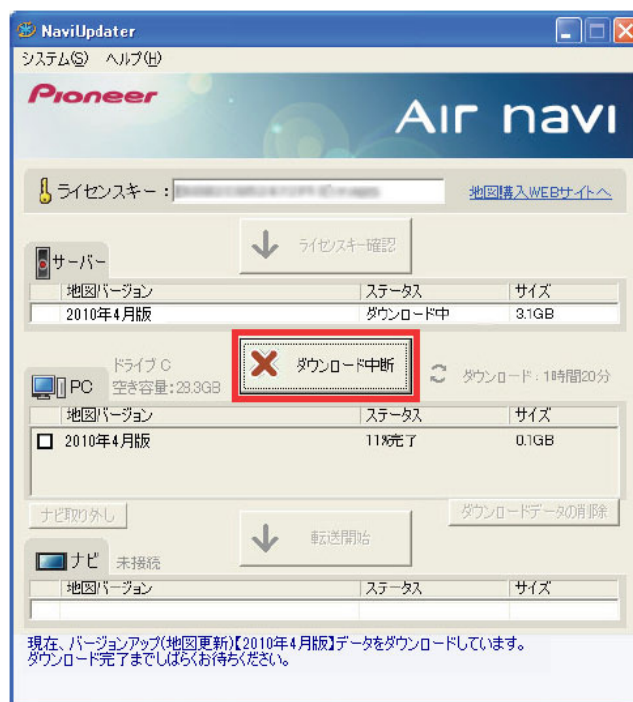 NaviUpdater
システム(S) ヘルプ(H)
Pioneer
AIr navi
ライセンスキー：
地図購入WEBサイトへ
ライセンスキー確認
サーバー
地図バージョン ステータス サイズ
2010年4月版 ダウンロード中 3.1GB
ドライブ C
ダウンロード中断
PC 空き容量:28.3GB
ダウンロード：1時間20分
地図バージョン ステータス サイズ
2010年4月版 11%完了 0.1GB
ナビ取り外し
ダウンロードデータの削除
転送開始
ナビ 未接続
地図バージョン ステータス サイズ
現在、バージョンアップ(地図更新)【2010年4月版】データをダウンロードしています。
ダウンロード完了までしばらくお待ちください。